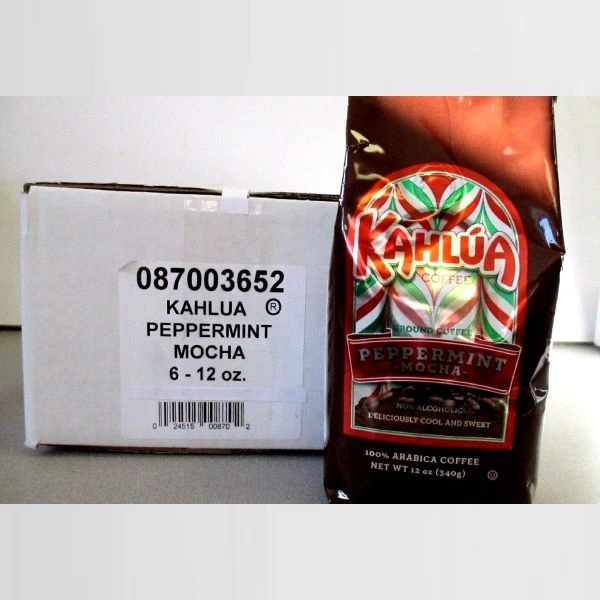 087003652
KAHLUA ®
PEPPERMINT
MOCHA
6 - 12 oz.
0 24515 00870 2
KAHLÚA
COFFEE
GROUND COFFEE
PEPPERMINT
-MOCHA-
NON ALCOHOLIC
DELICIOUSLY COOL AND SWEET
100% ARABICA COFFEE
NET WT 12 oz (340g)